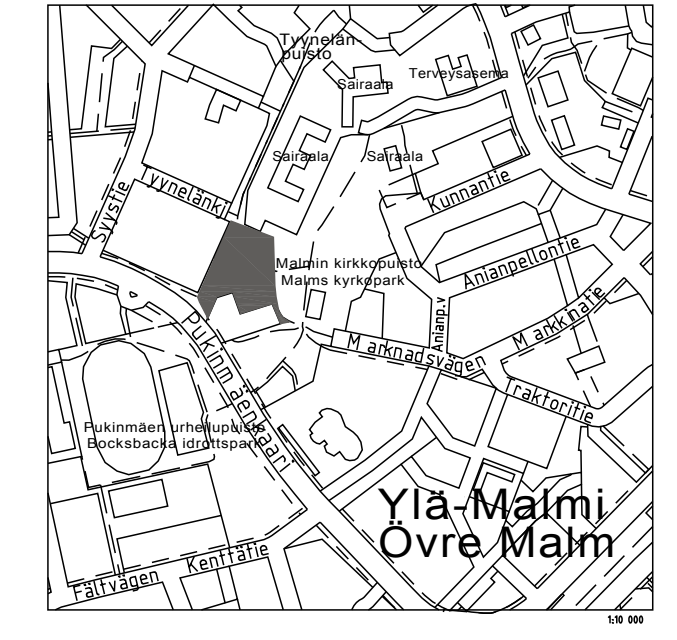 Tyynelän-
puisto
Sairaala
Terveysasema
Sairaala
Sairaala
Tyynelänki
Kunnantie
Syystie
Anianpellontie
Malmin kirkkopuisto
Malms kyrkopark
Anianp.v
Markkinatie
Pukinmäenkaari
Marknadsvägen
Traktoritie
Pukinmäen urheilupuisto
Bocksbacka idrottspark
Ylä-Malmi
Övre Malm
Kenttätie
Fältvägen
1:10 000